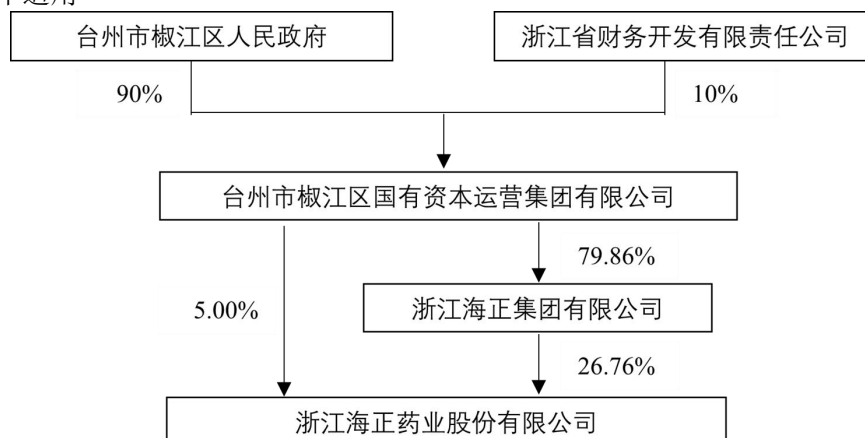 台州市椒江区人民政府
浙江省财务开发有限责任公司
90%
10%
台州市椒江区国有资本运营集团有限公司
79.86%
5.00%
浙江海正集团有限公司
26.76%
浙江海正药业股份有限公司